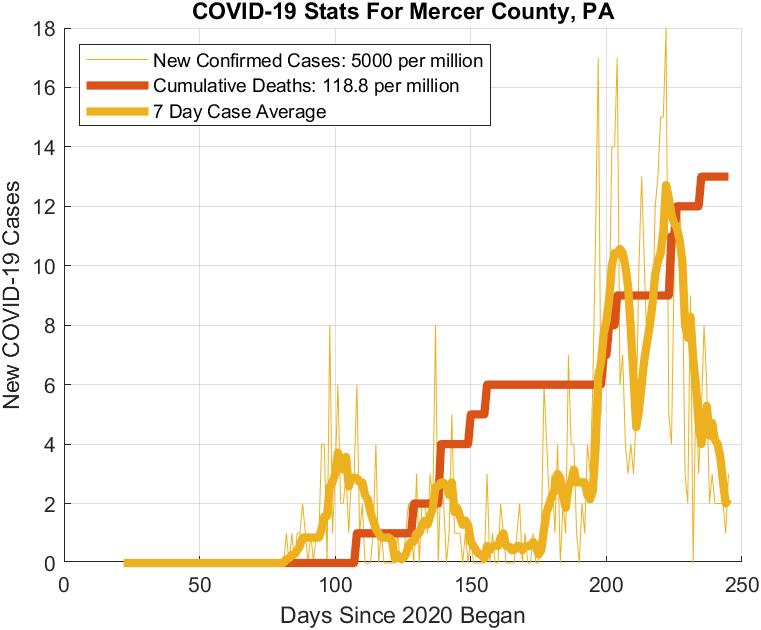 COVID-19 Stats For Mercer County, PA
New Confirmed Cases: 5000 per million
Cumulative Deaths: 118.8 per million
7 Day Case Average
New COVID-19 Cases
18
16
14
12
10
8
6
4
2
0
0 50 100 150 200 250
Days Since 2020 Began